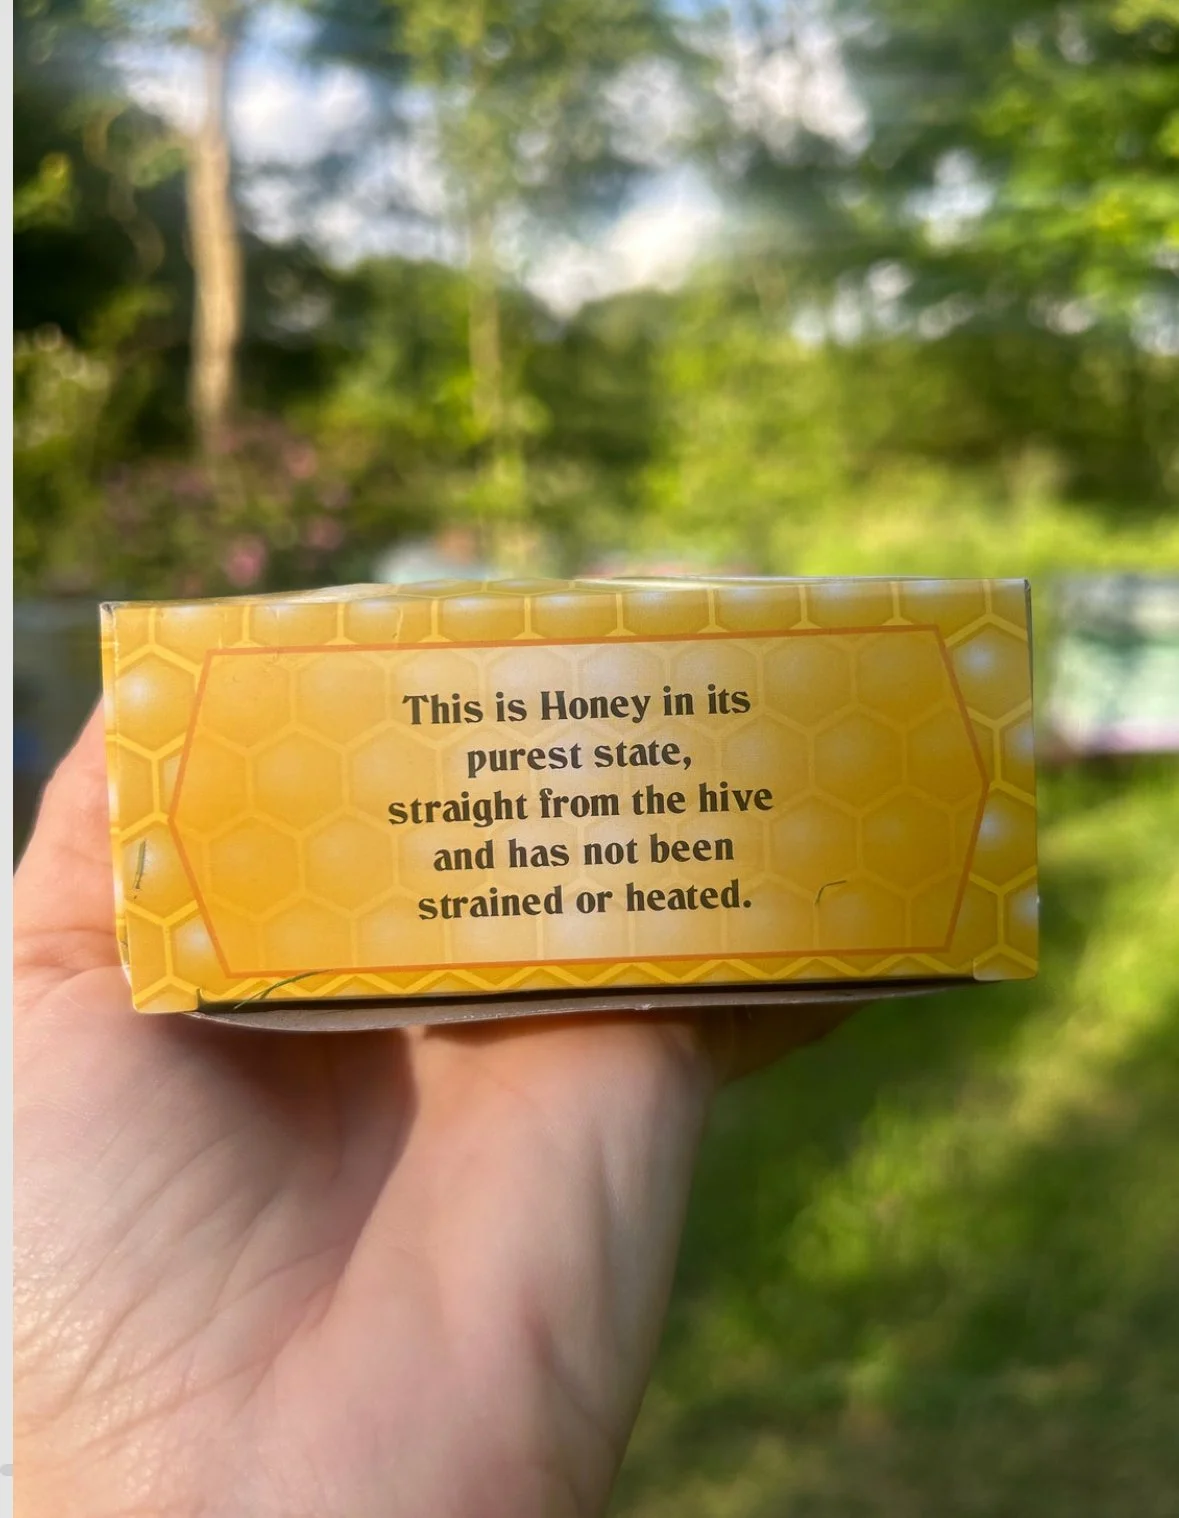 This is Honey in its
purest state,
straight from the hive
and has not been
strained or heated.